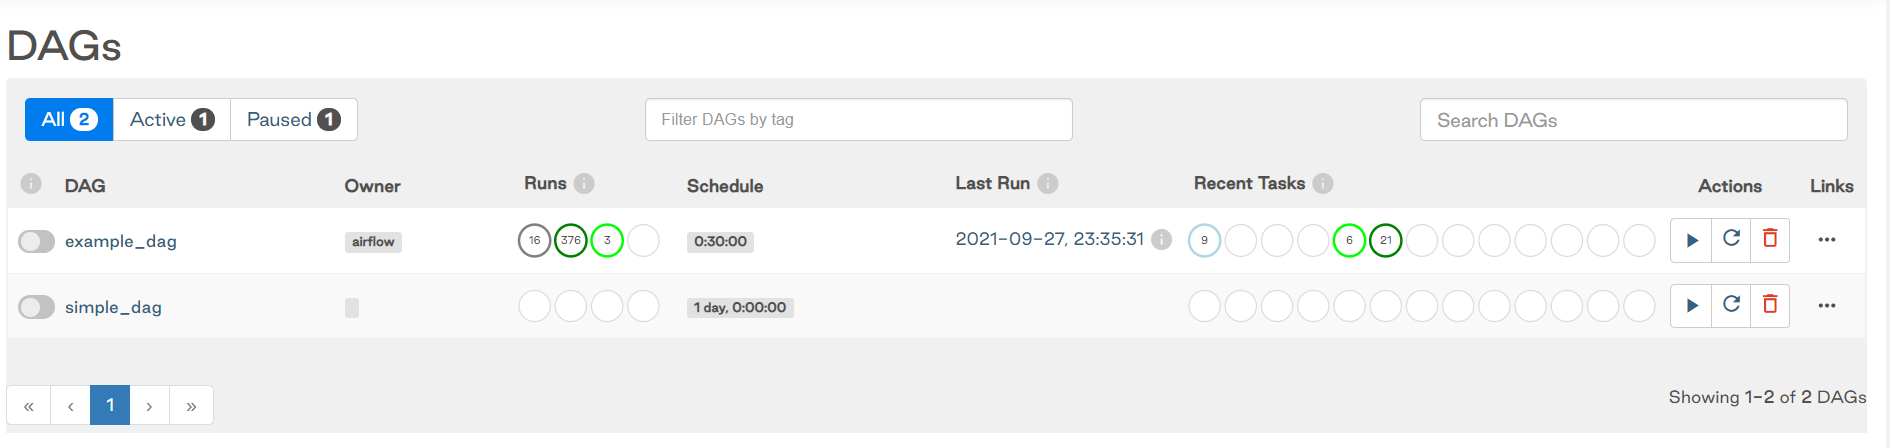 DAGs
All 2 Active 1 Paused 1 Filter DAGs by tag Search DAGs
i DAG Owner Runs i Schedule Last Run i Recent Tasks i Actions Links
example_dag airflow 16 376 3 0:30:00 2021-09-27, 23:35:31 i 9 6 21 ...
simple_dag 1 day, 0:00:00 ...
« ‹ 1 › » Showing 1-2 of 2 DAGs